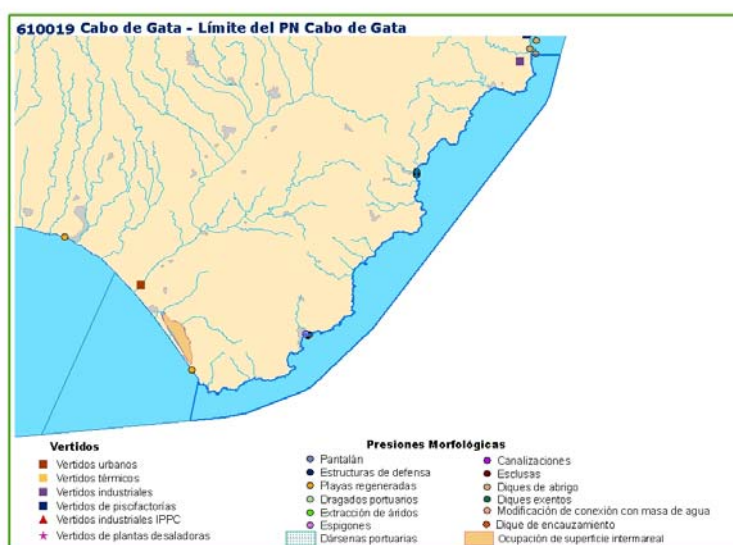 610019 Cabo de Gata - Límite del PN Cabo de Gata
Vertidos
Vertidos urbanos
Vertidos térmicos
Vertidos industriales
Vertidos de piscifactorías
Vertidos industriales IPPC
Vertidos de plantas desaladoras
Presiones Morfológicas
Pantalán
Estructuras de defensa
Playas regeneradas
Dragados portuarios
Extracción de áridos
Espigones
Dársenas portuarias
Canalizaciones
Esclusas
Diques de abrigo
Diques exentos
Modificación de conexión con masa de agua
Dique de encauzamiento
Ocupación de superficie intermareal